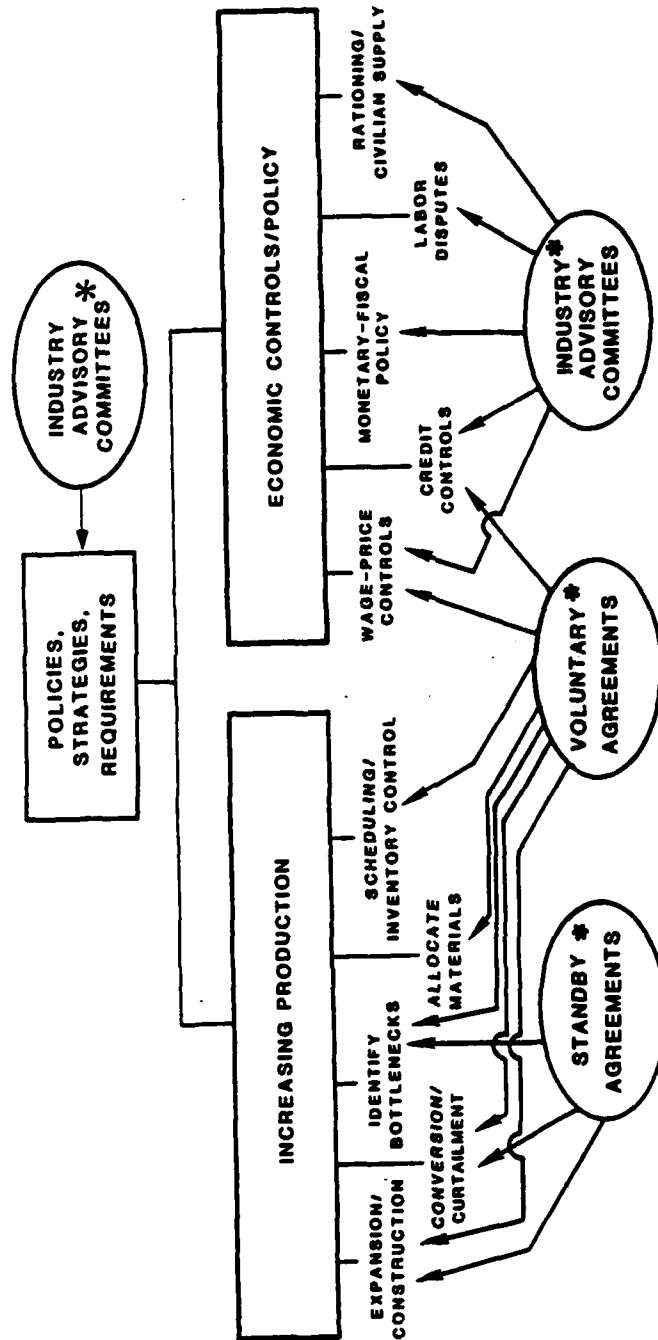 INDUSTRY
ADVISORY *
COMMITTEES
POLICIES,
STRATEGIES,
REQUIREMENTS
INCREASING PRODUCTION
ECONOMIC CONTROLS/POLICY
EXPANSION/
CONSTRUCTION
CONVERSION/
CURTAILMENT
IDENTIFY
BOTTLENECKS
ALLOCATE
MATERIALS
SCHEDULING/
INVENTORY CONTROL
WAGE-PRICE
CONTROLS
CREDIT
CONTROLS
MONETARY-FISCAL
POLICY
LABOR
DISPUTES
RATIONING/
CIVILIAN SUPPLY
STANDBY *
AGREEMENTS
VOLUNTARY *
AGREEMENTS
INDUSTRY *
ADVISORY
COMMITTEES